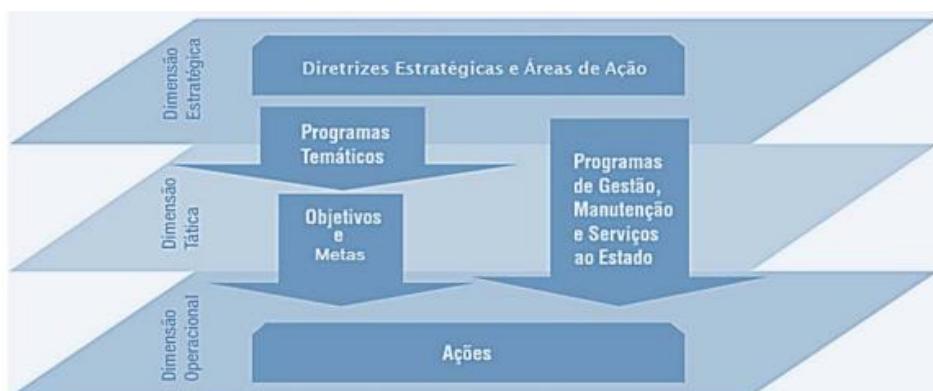 Dimensão
Estratégica
Diretrizes Estratégicas e Áreas de Ação
Programas
Temáticos
Dimensão
Tática
Objetivos
e
Metas
Programas
de Gestão,
Manutenção
e Serviços
ao Estado
Dimensão
Operacional
Ações